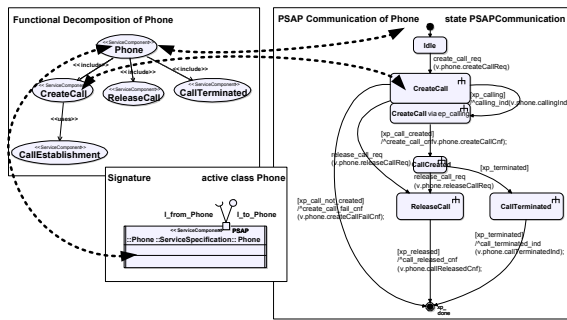 Functional Decomposition of Phone
<<ServiceComponent>>
Phone
<<include>>
<<include>>
<<include>>
<<ServiceComponent>>
CreateCall
<<ServiceComponent>>
ReleaseCall
<<ServiceComponent>>
CallTerminated
<<uses>>
<<ServiceComponent>>
CallEstablishment
Signature active class Phone
I_from_Phone I_to_Phone
<<ServiceComponent>> PSAP
::Phone ::ServiceSpecification:: Phone
PSAP Communication of Phone state PSAPCommunication
Idle
create_call_req
(v.phone.createCallReq)
CreateCall
CreateCall via ep_calling
[xp_calling]
/^calling_ind(v.phone.callingInd
[xp_call_created]
/^create_call_cnf(v.phone.createCallCnf);
release_call_req
(v.phone.releaseCallReq)
CallCreated
[xp_terminated]
release_call_req
(v.phone.releaseCallReq)
[xp_call_not_created]
/^create_call_fail_cnf
(v.phone.createCallFailCnf);
ReleaseCall
CallTerminated
[xp_released]
/^call_released_cnf
(v.phone.callReleasedCnf);
[xp_terminated]
/^call_terminated_ind
(v.phone.callTerminatedInd);
xp_
done